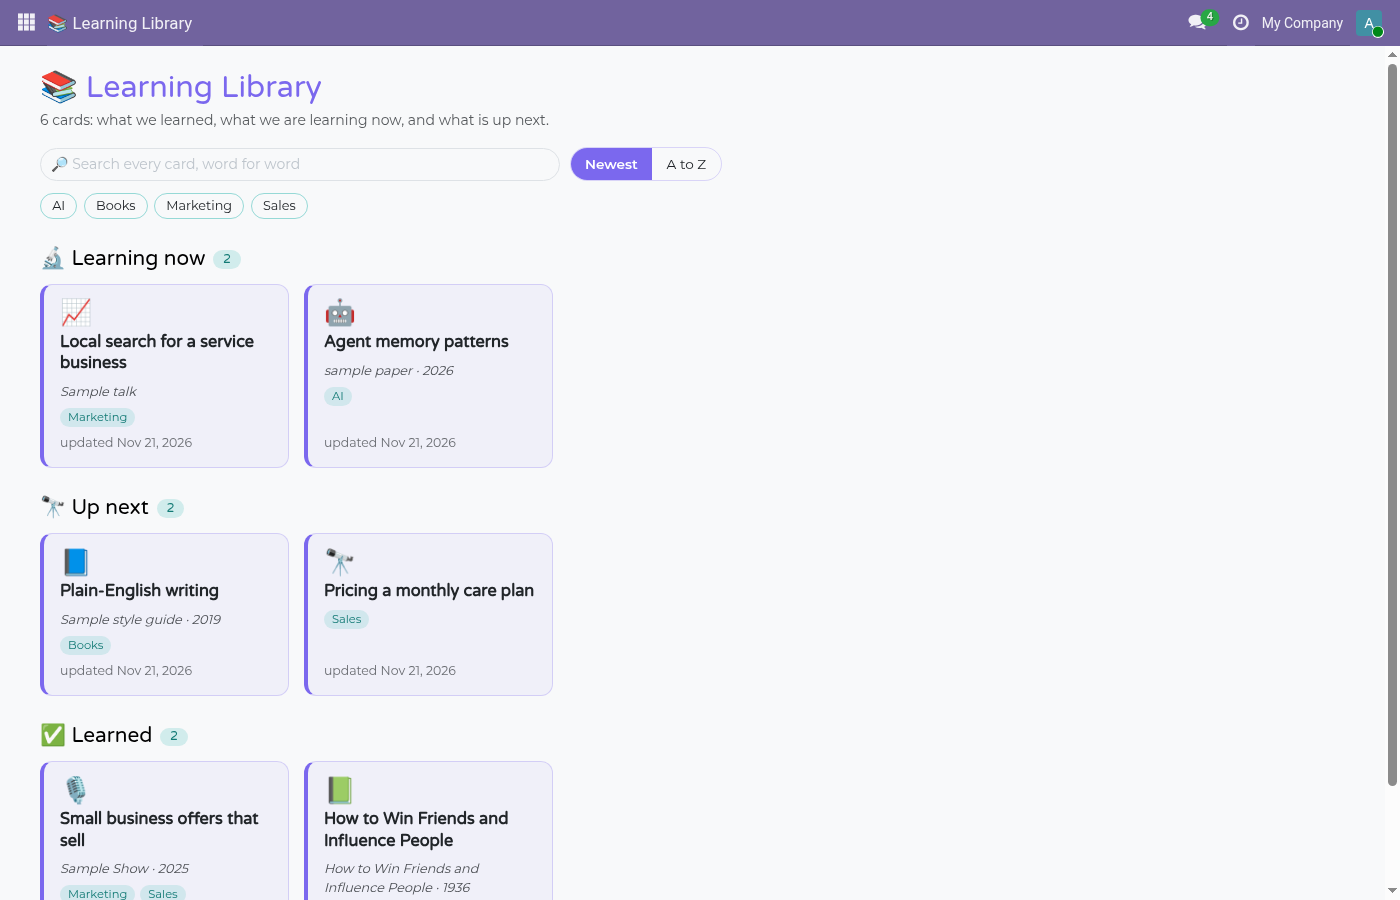 Learning Library
4
My Company
A
Learning Library
6 cards: what we learned, what we are learning now, and what is up next.
Search every card, word for word
Newest
A to Z
AI
Books
Marketing
Sales
Learning now 2
Local search for a service
business
Sample talk
Marketing
updated Nov 21, 2026
Agent memory patterns
sample paper · 2026
AI
updated Nov 21, 2026
Up next 2
Plain-English writing
Sample style guide · 2019
Books
updated Nov 21, 2026
Pricing a monthly care plan
Sales
updated Nov 21, 2026
Learned 2
Small business offers that
sell
Sample Show · 2025
Marketing Sales
How to Win Friends and
Influence People
How to Win Friends and
Influence People · 1936